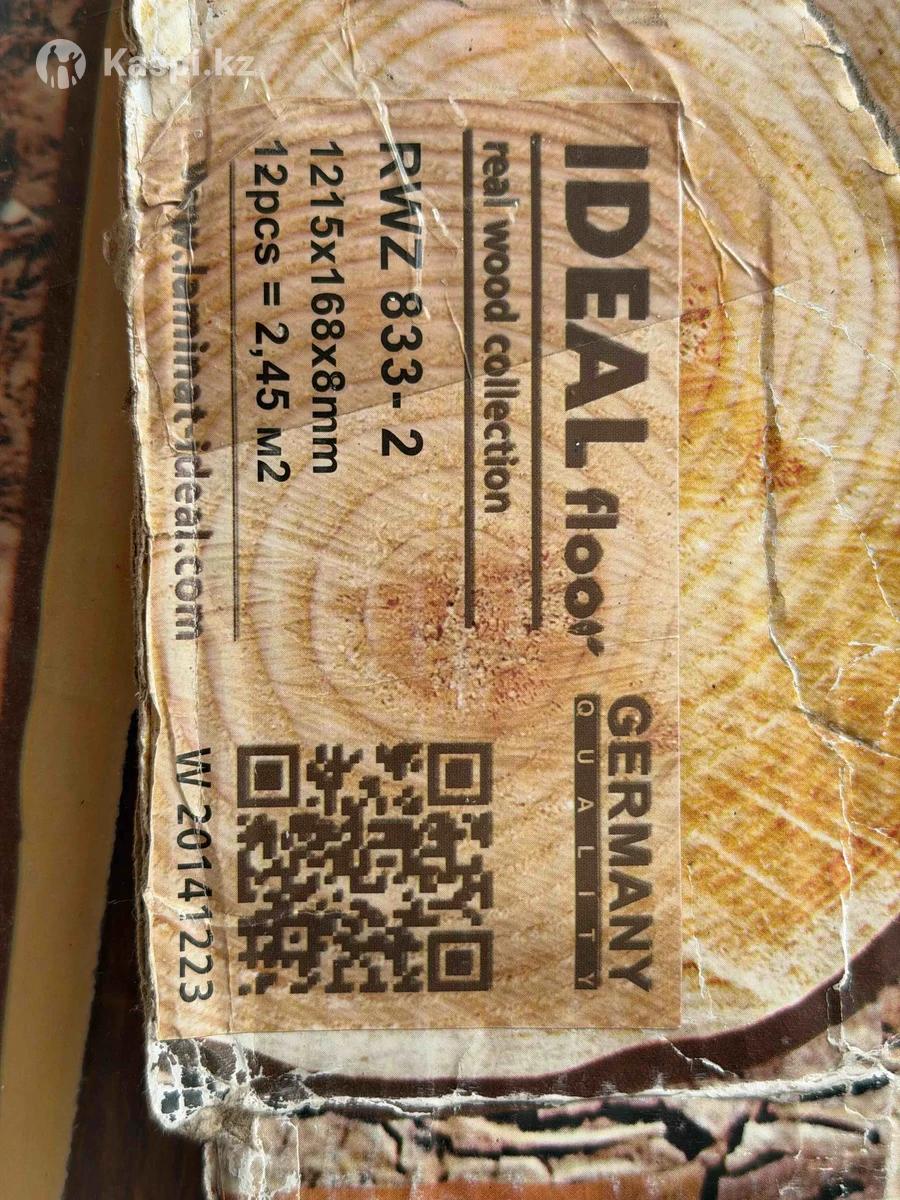 Kaspi.kz
IDEAL floor
GERMANY
QUALITY
real wood collection
RWZ 833-2
1215x168x8mm
12pcs = 2,45 м2
www.laminat-ideal.com
W 20141223